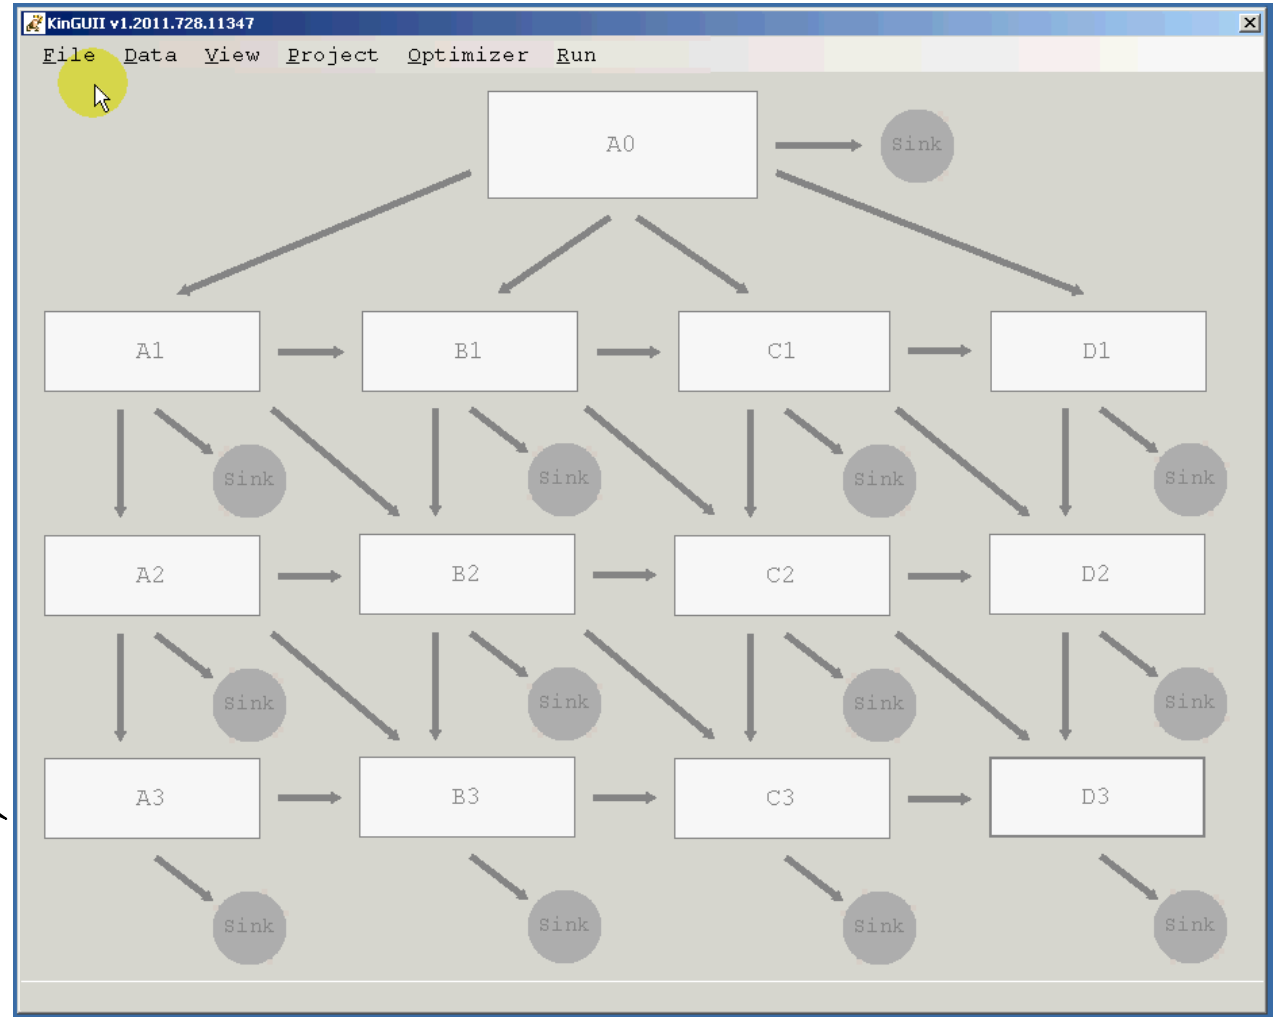 KinGUII v1.2011.728.11347
File Data View Project Optimizer Run
A0 Sink
A1 B1 C1 D1
Sink Sink Sink Sink
A2 B2 C2 D2
Sink Sink Sink Sink
A3 B3 C3 D3
Sink Sink Sink Sink